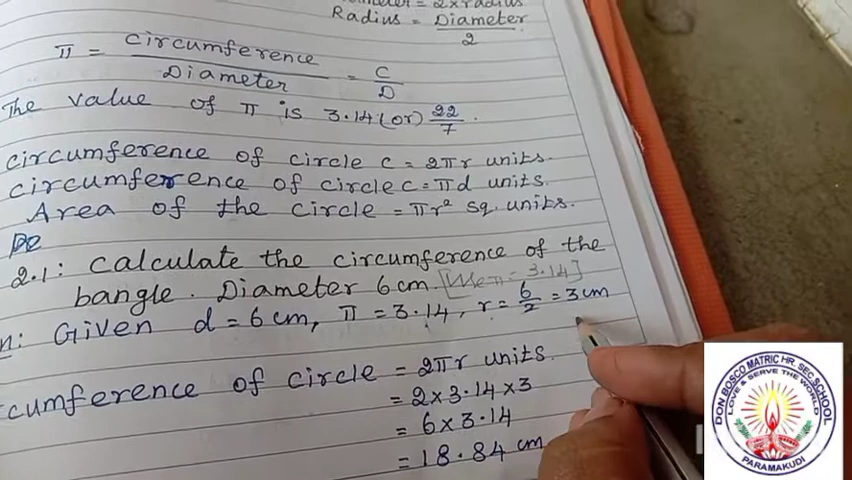 = 2 x radius
Radius = Diameter / 2
π = circumference / Diameter = C / D
The value of π is 3.14 (or) 22/7.
circumference of circle c = 2πr units.
circumference of circle c = πd units.
Area of the circle = πr² sq. units.
2.1: Calculate the circumference of the
bangle. Diameter 6 cm. [Use π = 3.14]
n: Given d = 6 cm, π = 3.14, r = 6/2 = 3 cm
cumference of circle = 2πr units.
= 2 x 3.14 x 3
= 6 x 3.14
= 18.84 cm
DON BOSCO MATRIC HR. SEC. SCHOOL
LOVE & SERVE THE WORLD
PARAMAKUDI